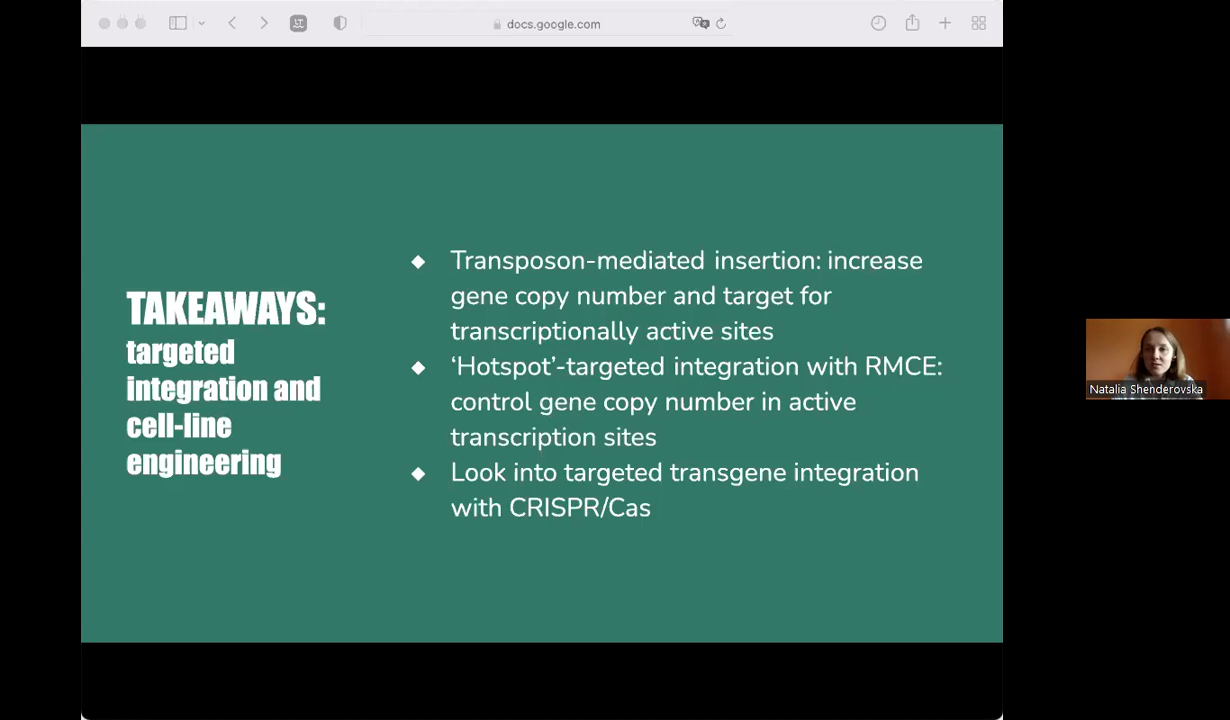 docs.google.com
TAKEAWAYS:
targeted
integration and
cell-line
engineering
Transposon-mediated insertion: increase
gene copy number and target for
transcriptionally active sites
‘Hotspot’-targeted integration with RMCE:
control gene copy number in active
transcription sites
Look into targeted transgene integration
with CRISPR/Cas
Natalia Shenderovska